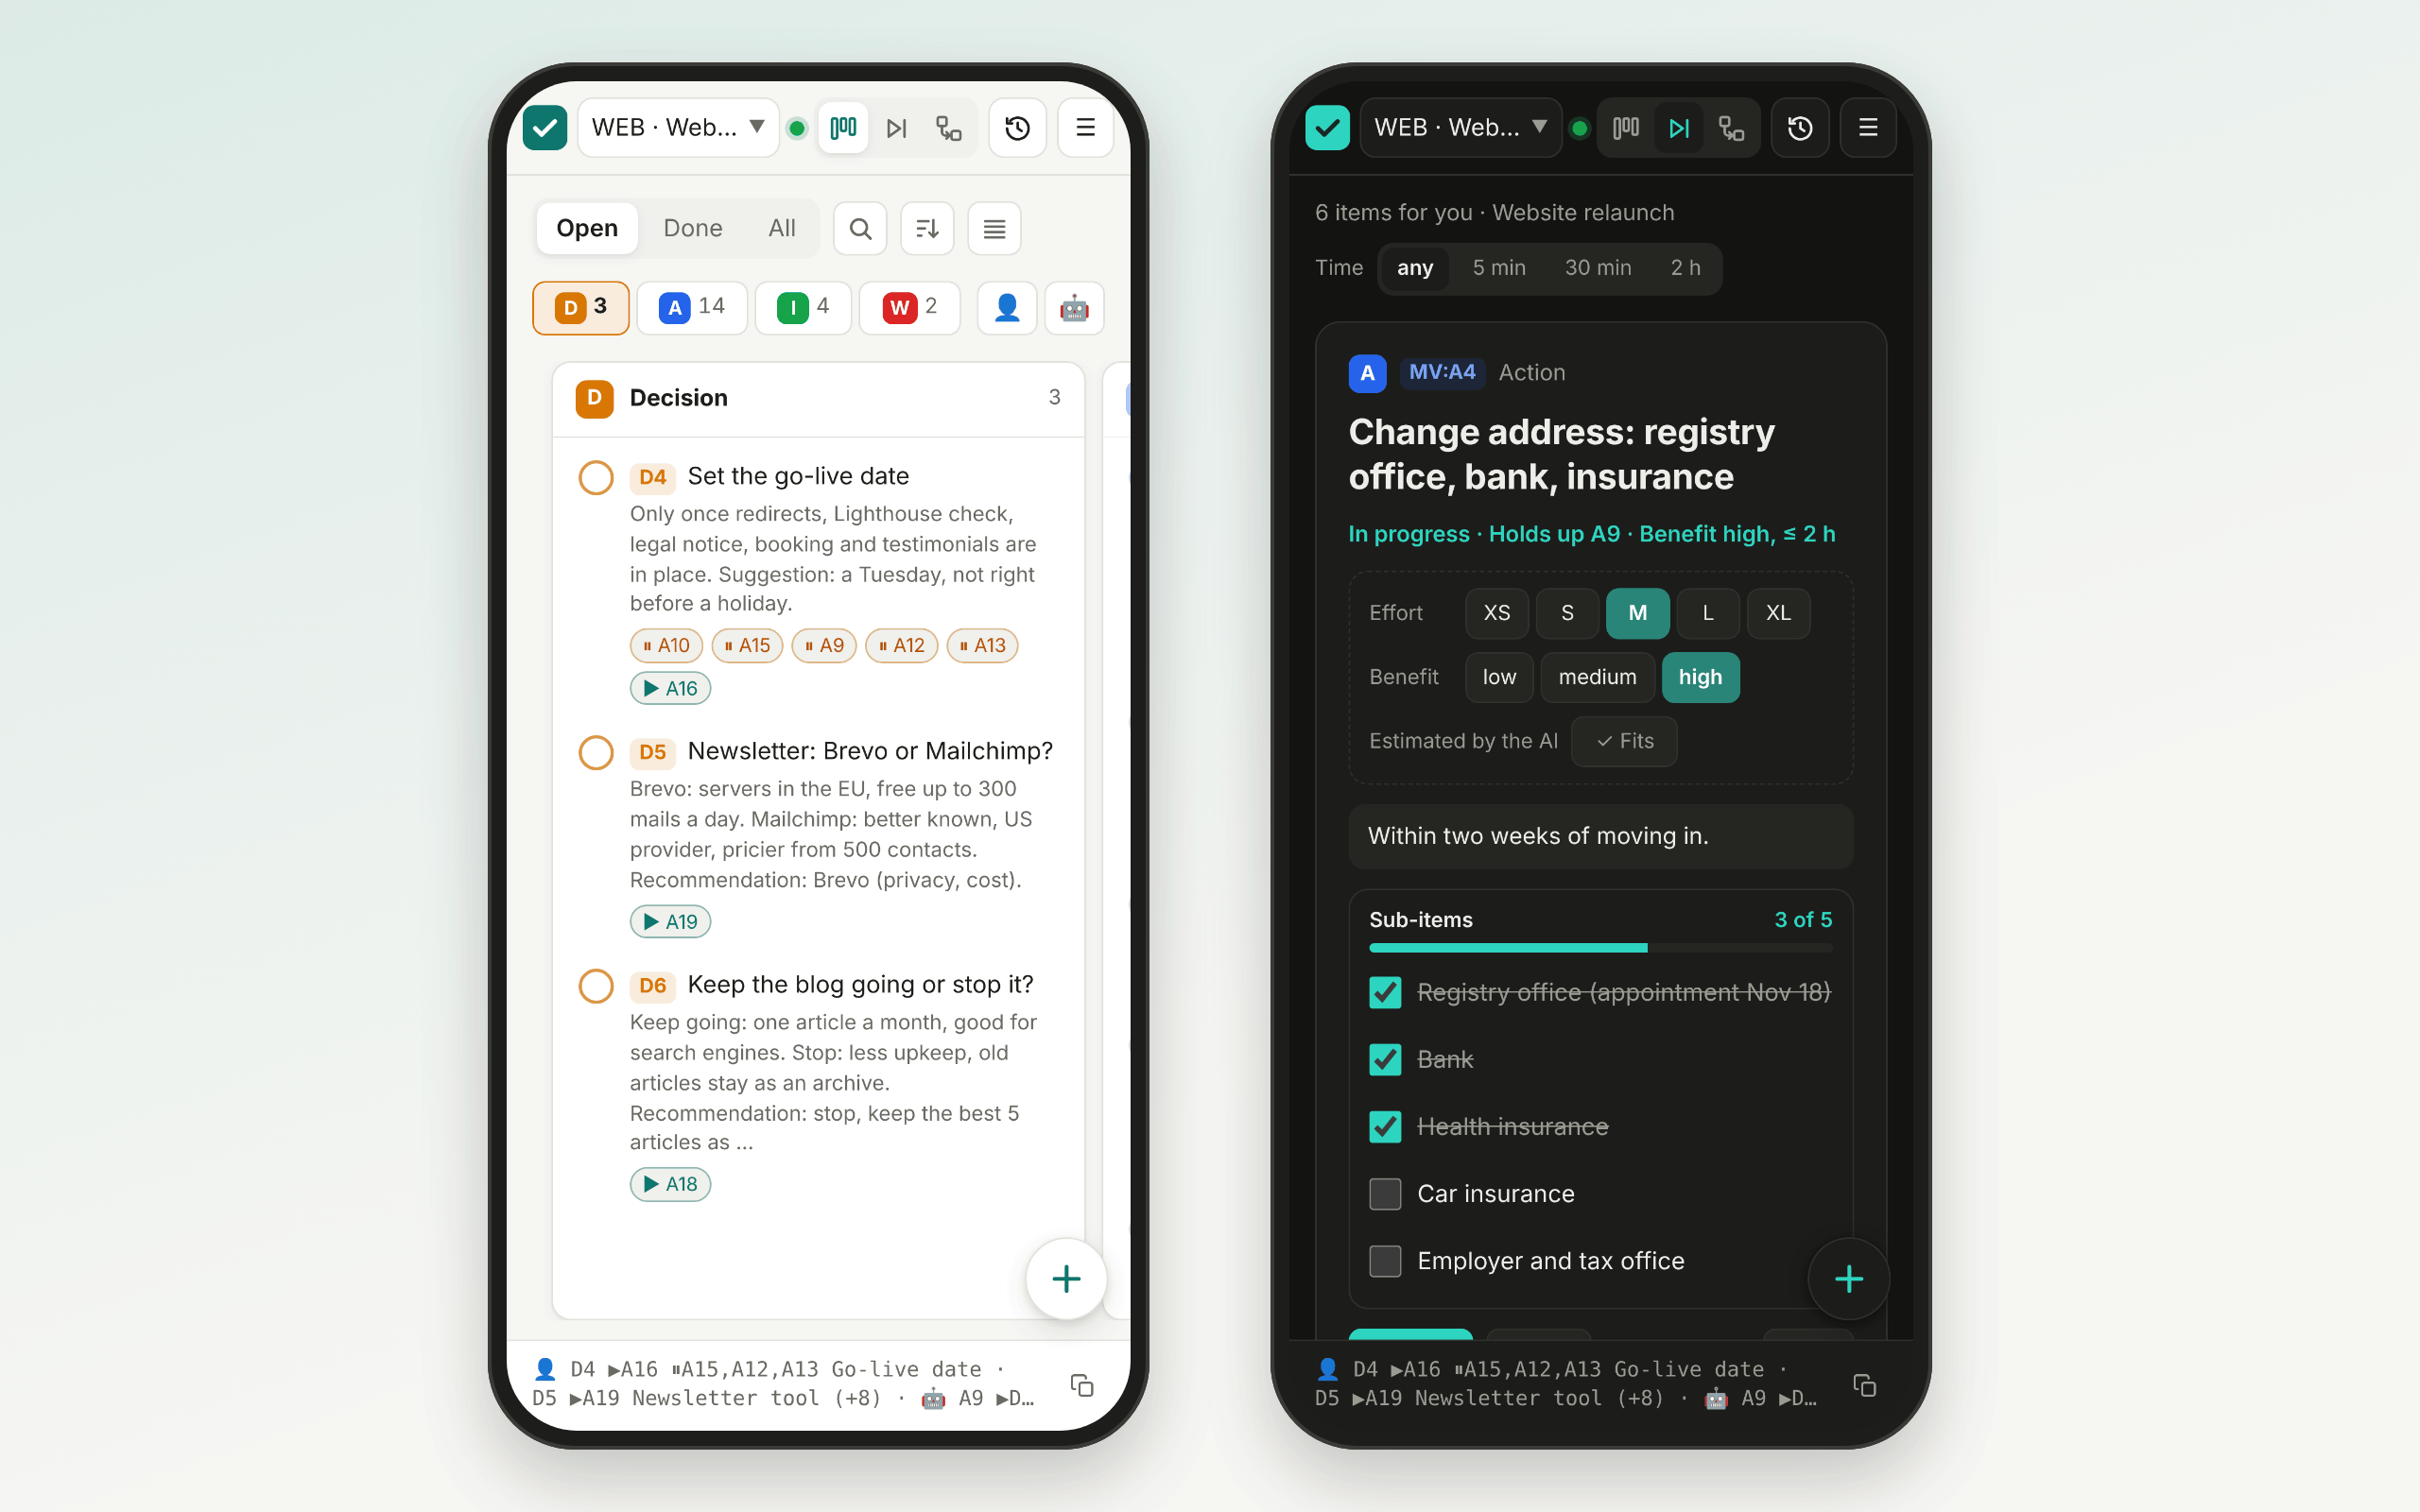 WEB · Web...
Open Done All
D 3 A 14 I 4 W 2
D Decision 3
D4 Set the go-live date
Only once redirects, Lighthouse check,
legal notice, booking and testimonials are
in place. Suggestion: a Tuesday, not right
before a holiday.
A10 A15 A9 A12 A13
A16
D5 Newsletter: Brevo or Mailchimp?
Brevo: servers in the EU, free up to 300
mails a day. Mailchimp: better known, US
provider, pricier from 500 contacts.
Recommendation: Brevo (privacy, cost).
A19
D6 Keep the blog going or stop it?
Keep going: one article a month, good for
search engines. Stop: less upkeep, old
articles stay as an archive.
Recommendation: stop, keep the best 5
articles as ...
A18
D4 ▶A16 ⏸A15,A12,A13 Go-live date ·
D5 ▶A19 Newsletter tool (+8) · 🤖 A9 ▶D…
WEB · Web...
6 items for you · Website relaunch
Time any 5 min 30 min 2 h
A MV:A4 Action
Change address: registry
office, bank, insurance
In progress · Holds up A9 · Benefit high, ≤ 2 h
Effort XS S M L XL
Benefit low medium high
Estimated by the AI ✓ Fits
Within two weeks of moving in.
Sub-items 3 of 5
Registry office (appointment Nov 18)
Bank
Health insurance
Car insurance
Employer and tax office
D4 ▶A16 ⏸A15,A12,A13 Go-live date ·
D5 ▶A19 Newsletter tool (+8) · 🤖 A9 ▶D…